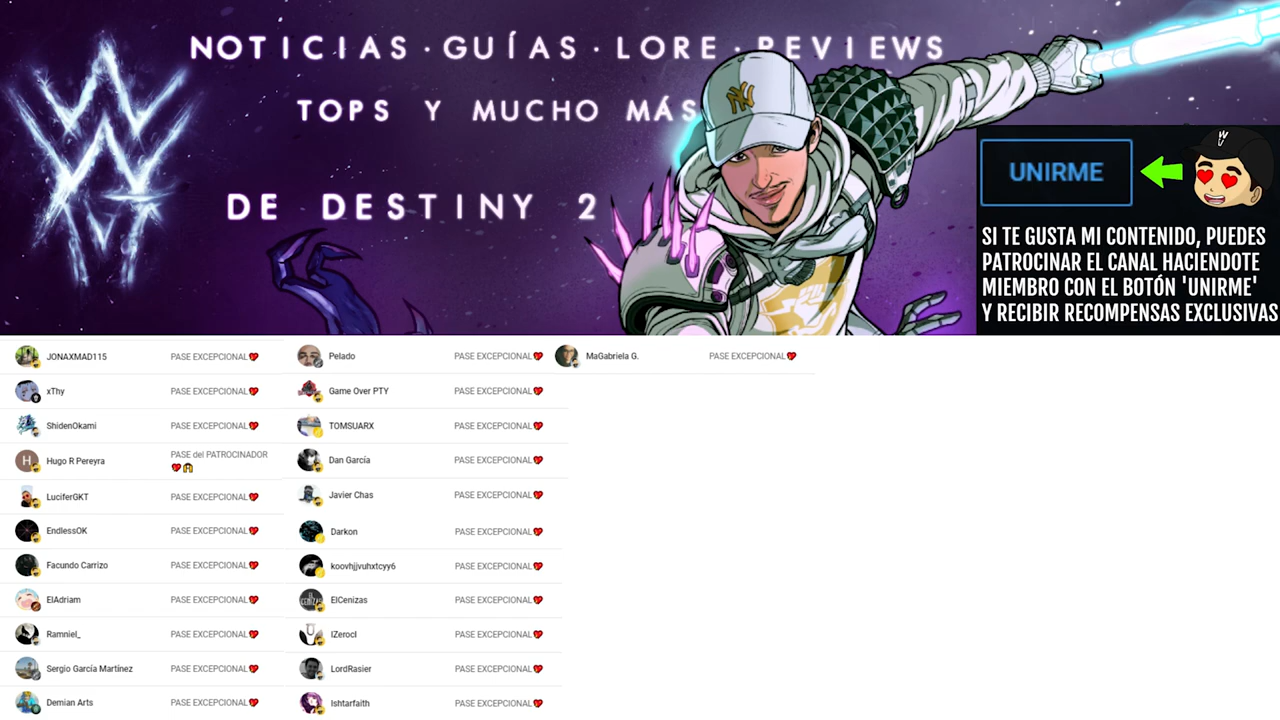 NOTICIAS · GUÍAS · LORE · REVIEWS
TOPS Y MUCHO MÁS
DE DESTINY 2
UNIRME
SI TE GUSTA MI CONTENIDO, PUEDES
PATROCINAR EL CANAL HACIENDOTE
MIEMBRO CON EL BOTÓN 'UNIRME'
Y RECIBIR RECOMPENSAS EXCLUSIVAS
JONAXMAD115 PASE EXCEPCIONAL
xThy PASE EXCEPCIONAL
ShidenOkami PASE EXCEPCIONAL
Hugo R Pereyra PASE del PATROCINADOR
LuciferGKT PASE EXCEPCIONAL
EndlessOK PASE EXCEPCIONAL
Facundo Carrizo PASE EXCEPCIONAL
ElAdriam PASE EXCEPCIONAL
Ramniel_ PASE EXCEPCIONAL
Sergio García Martínez PASE EXCEPCIONAL
Demian Arts PASE EXCEPCIONAL
Pelado PASE EXCEPCIONAL
Game Over PTY PASE EXCEPCIONAL
TOMSUARX PASE EXCEPCIONAL
Dan García PASE EXCEPCIONAL
Javier Chas PASE EXCEPCIONAL
Darkon PASE EXCEPCIONAL
koovhjjvuhxtcyy6 PASE EXCEPCIONAL
ElCenizas PASE EXCEPCIONAL
IZerocI PASE EXCEPCIONAL
LordRasier PASE EXCEPCIONAL
Ishtarfaith PASE EXCEPCIONAL
MaGabriela G. PASE EXCEPCIONAL